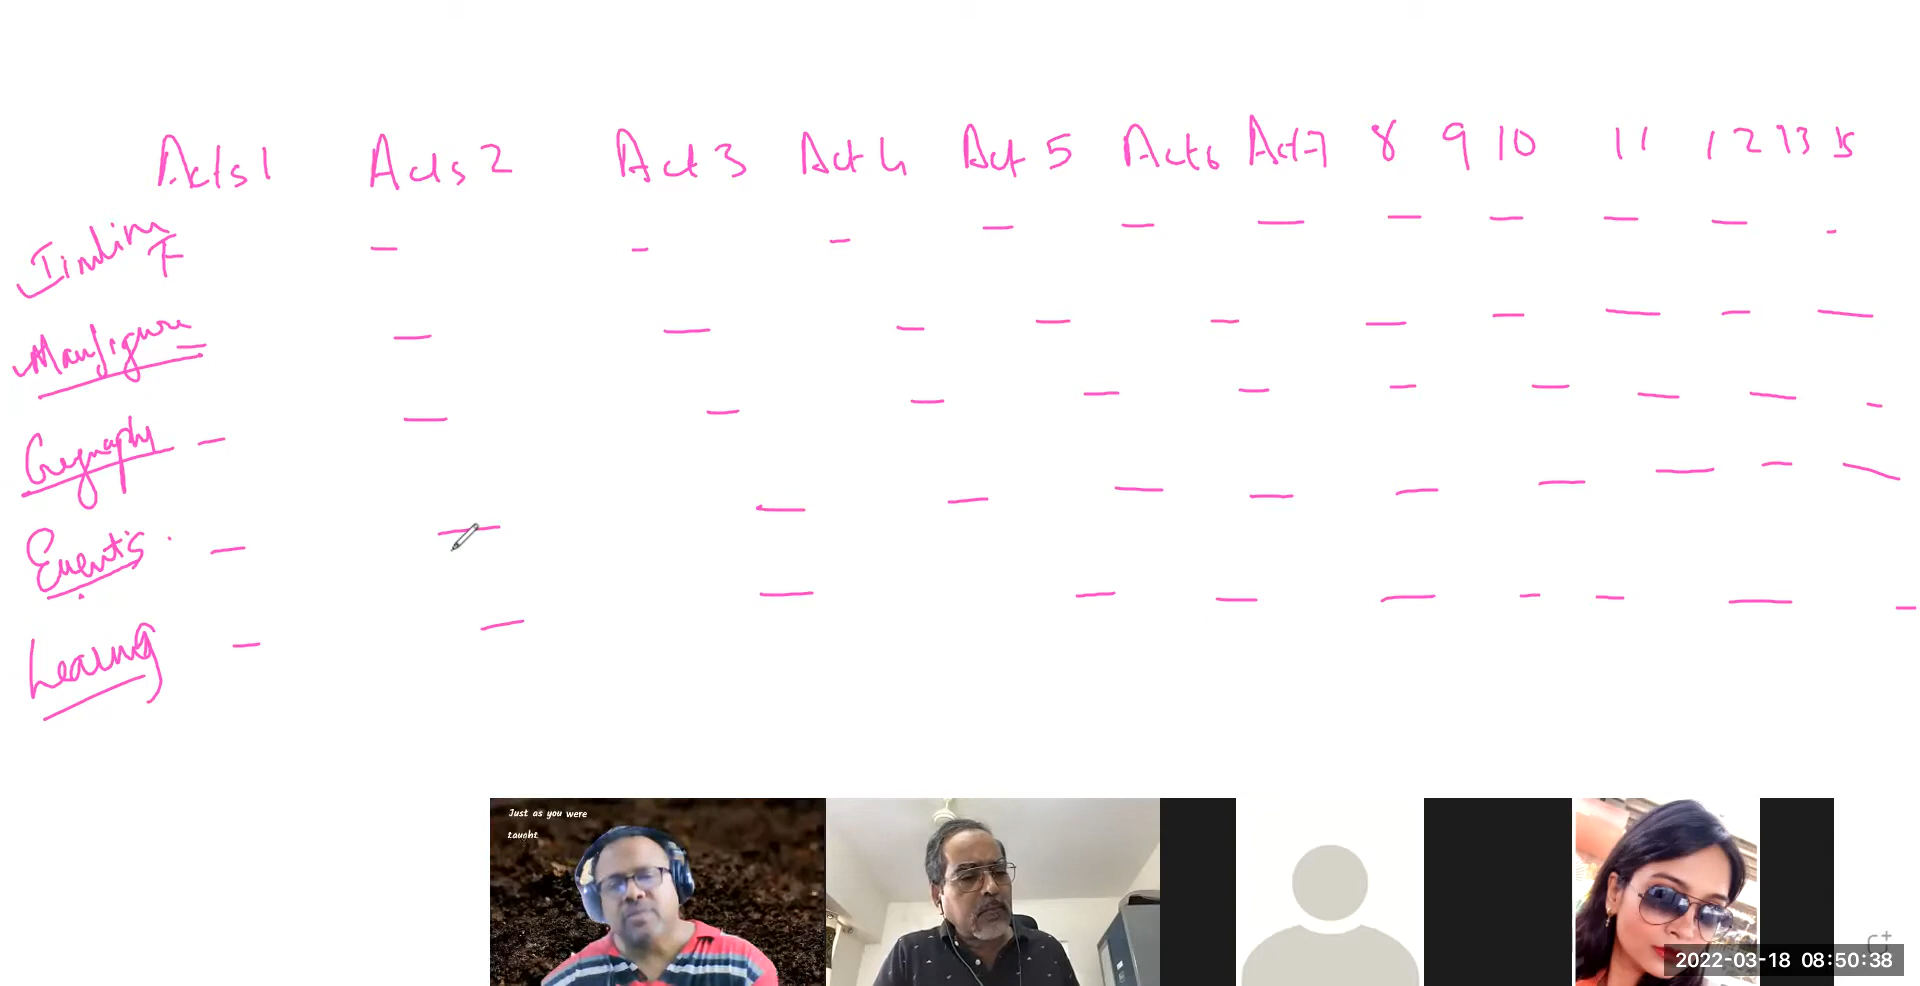 Acts 1 Acts 2 Act 3 Act 4 Act 5 Act 6 Act 7 8 9 10 11 12 13 15
Timline
F
Geography
Events
Learning
Just as you were
taught
2022-03-18 08:50:38